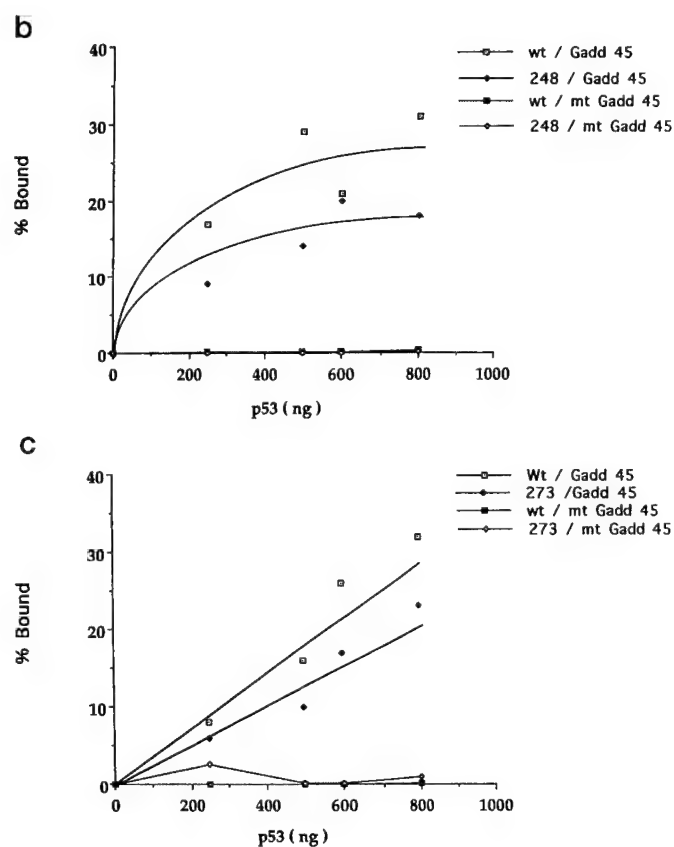 b
wt / Gadd 45
248 / Gadd 45
wt / mt Gadd 45
248 / mt Gadd 45
40
30
20
10
0
% Bound
0 200 400 600 800 1000
p53 ( ng )
c
Wt / Gadd 45
273 /Gadd 45
wt / mt Gadd 45
273 / mt Gadd 45
40
30
20
10
0
% Bound
0 200 400 600 800 1000
p53 ( ng )